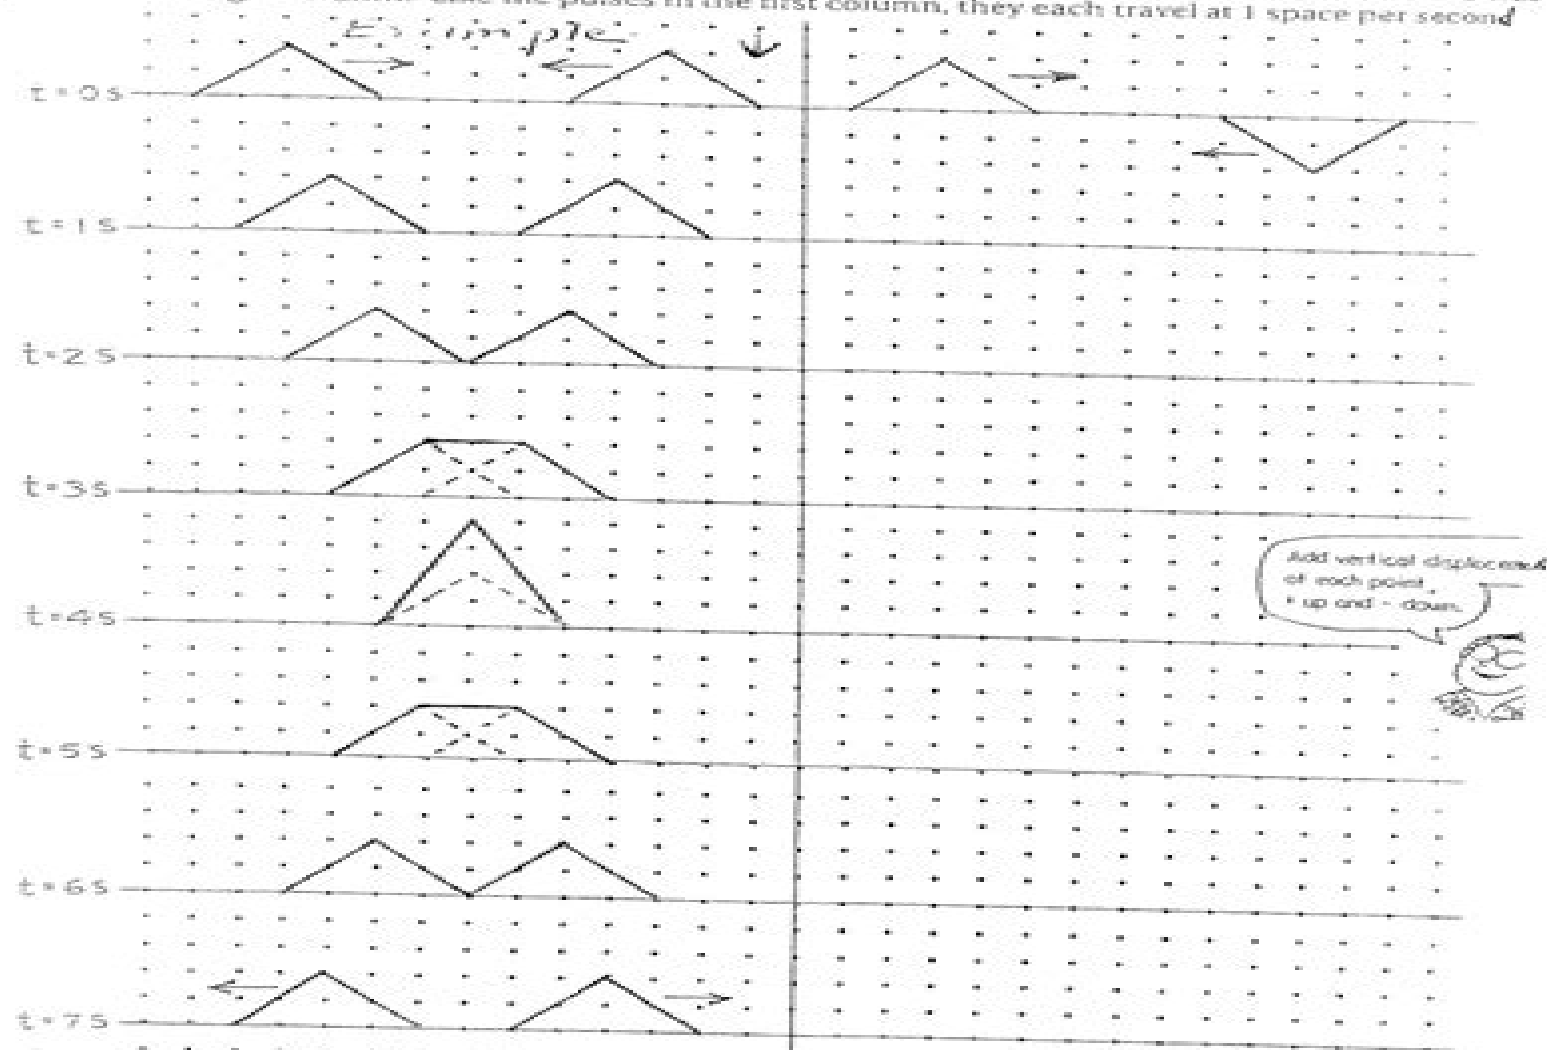 the pulses in the first column, they each travel at 1 space per second
Example
t=0s
t=1s
t=2s
t=3s
t=4s
Add vertical
of each point.
+ up and - down.
t=5s
t=6s
t=7s